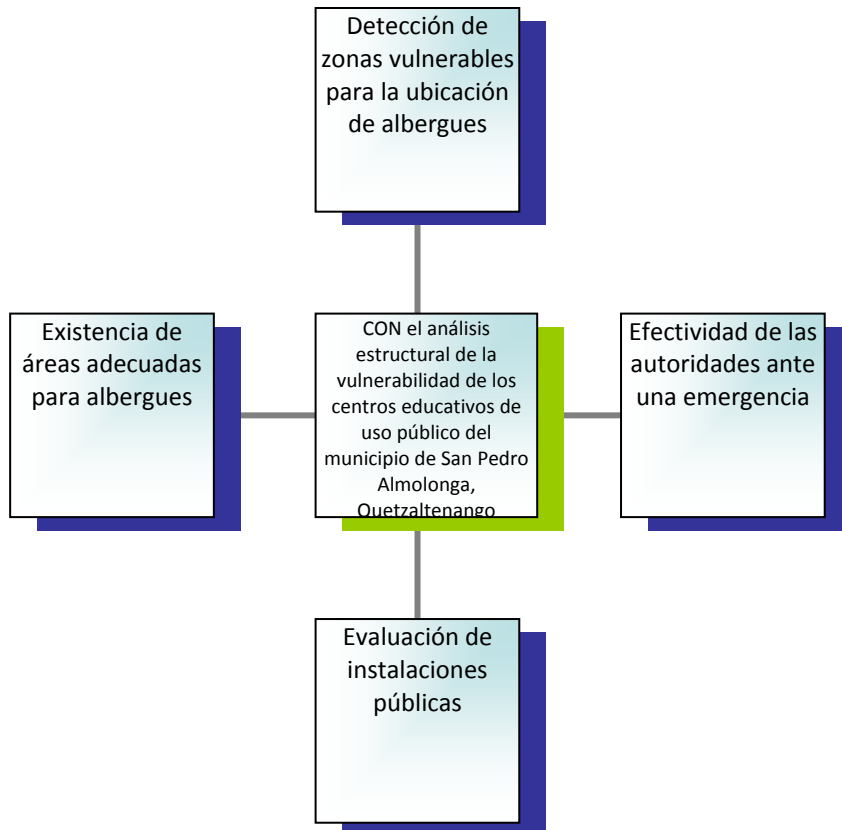 Detección de
zonas vulnerables
para la ubicación
de albergues
Existencia de
áreas adecuadas
para albergues
CON el análisis
estructural de la
vulnerabilidad de los
centros educativos de
uso público del
municipio de San Pedro
Almolonga,
Quetzaltenango
Efectividad de las
autoridades ante
una emergencia
Evaluación de
instalaciones
públicas